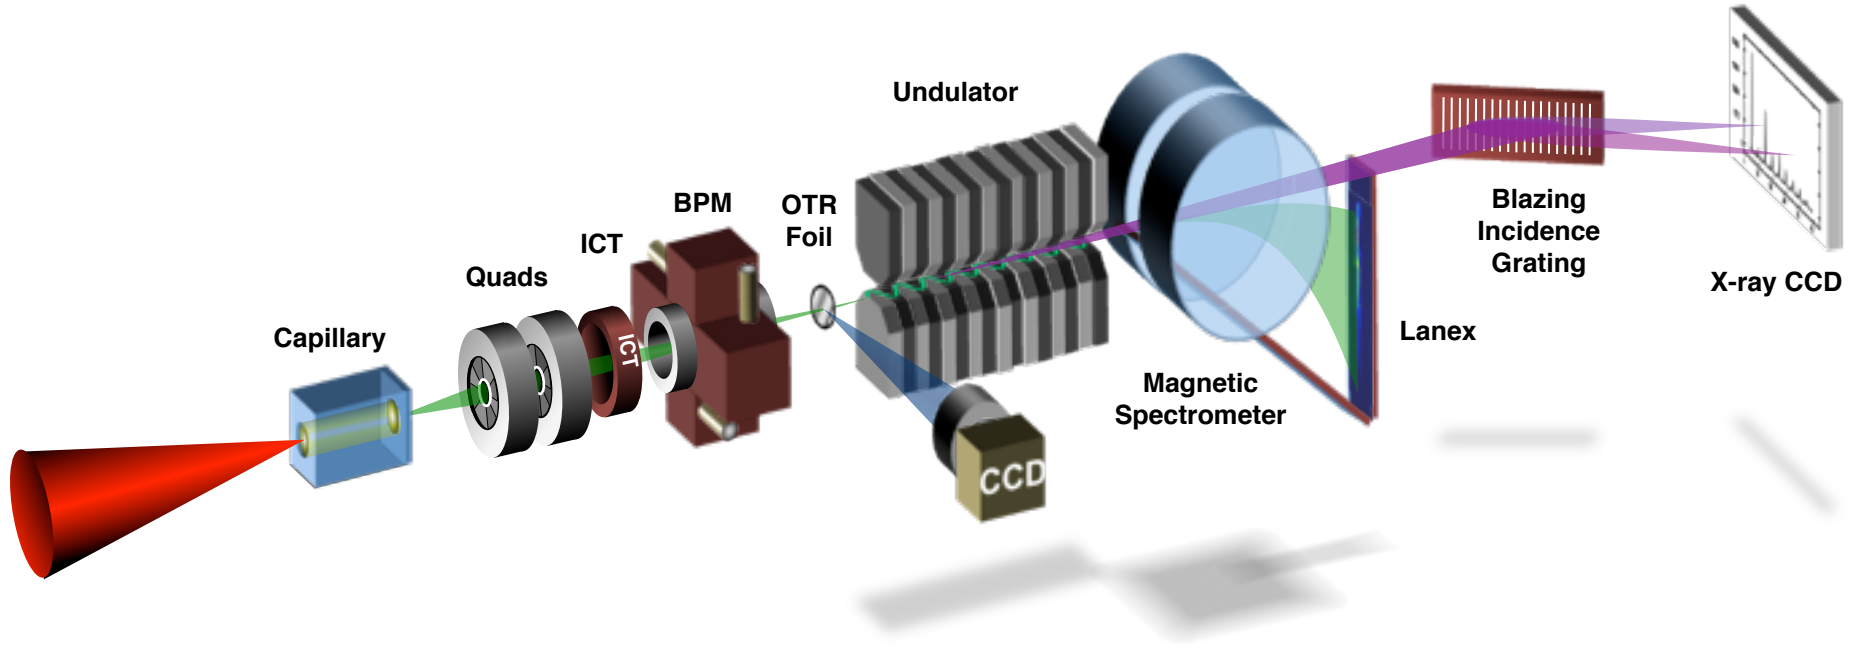 Capillary
Quads
ICT
ICT
BPM
OTR
Foil
CCD
Undulator
Magnetic
Spectrometer
Lanex
Blazing
Incidence
Grating
X-ray CCD